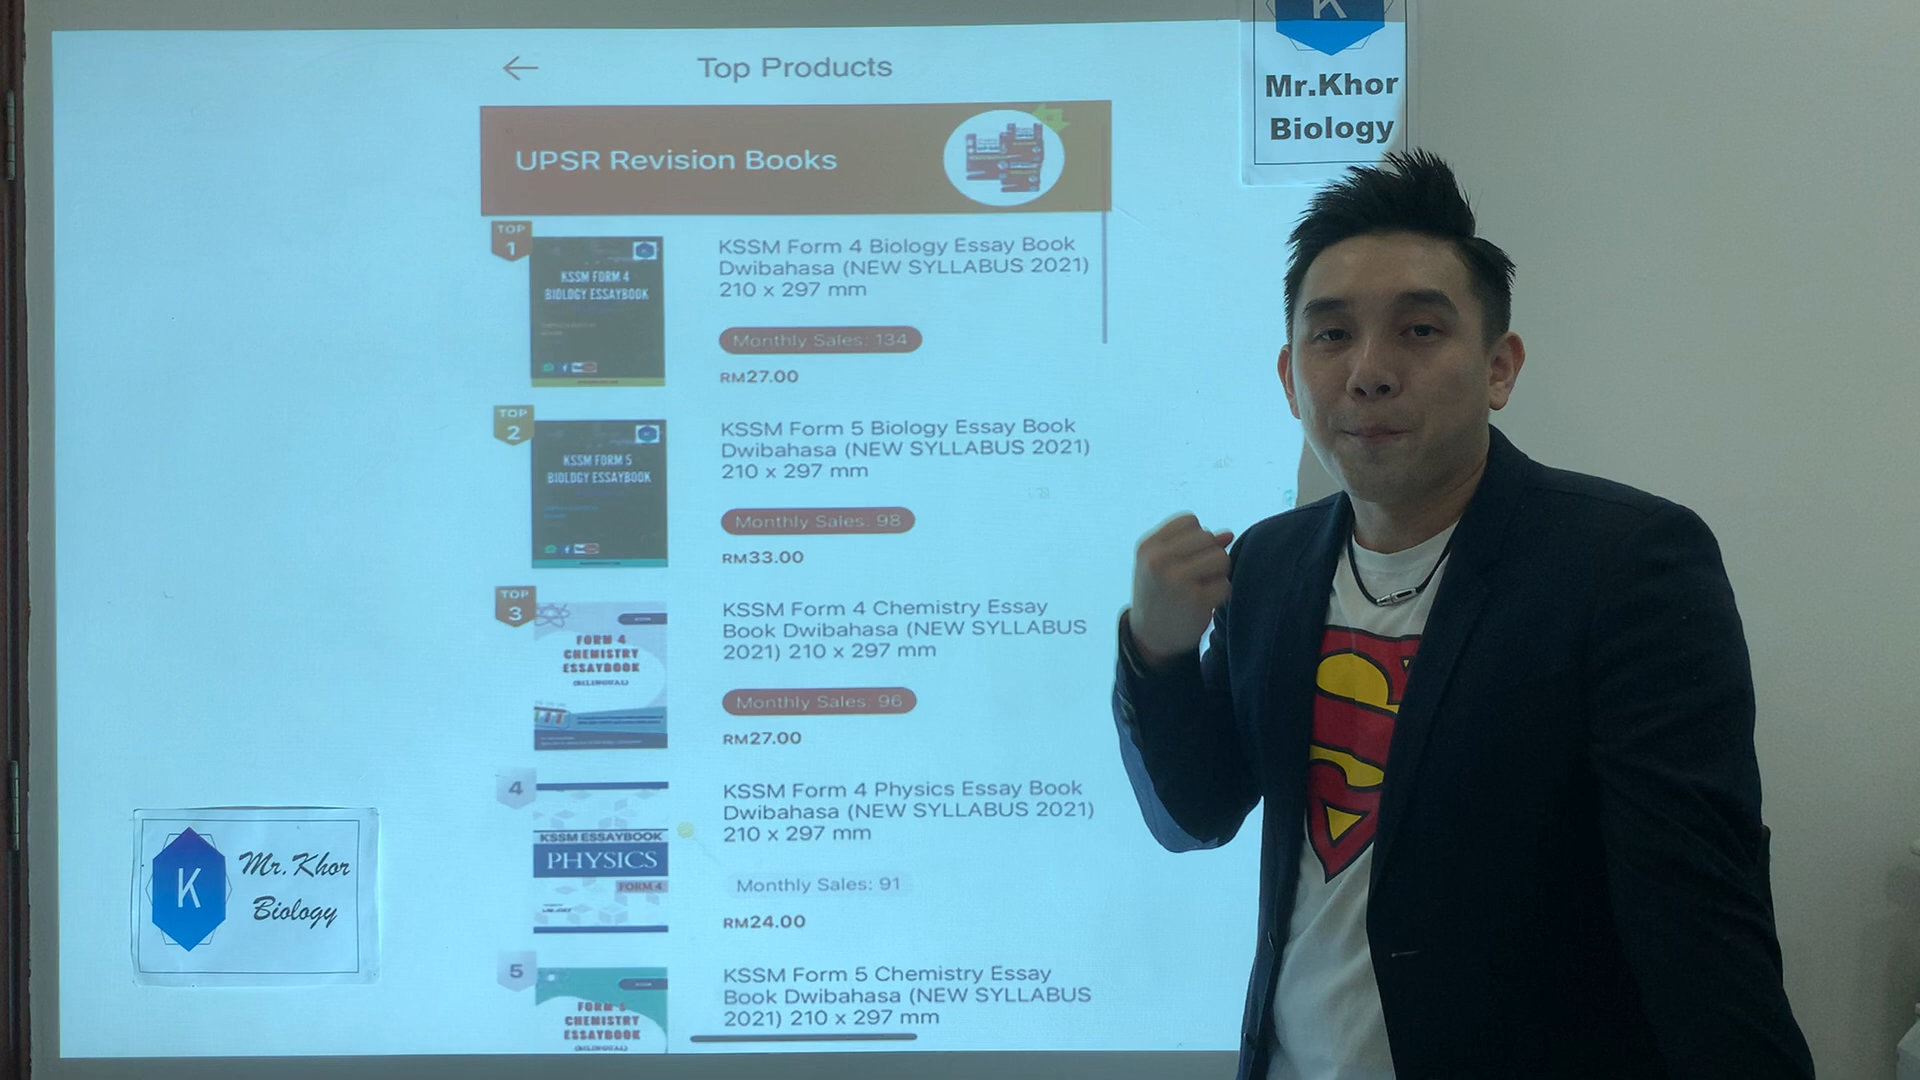 Top Products
UPSR Revision Books
TOP
1
KSSM FORM 4
BIOLOGY ESSAYBOOK
KSSM Form 4 Biology Essay Book
Dwibahasa (NEW SYLLABUS 2021)
210 x 297 mm
Monthly Sales: 134
RM27.00
TOP
2
KSSM FORM 5
BIOLOGY ESSAYBOOK
KSSM Form 5 Biology Essay Book
Dwibahasa (NEW SYLLABUS 2021)
210 x 297 mm
Monthly Sales: 98
RM33.00
TOP
3
FORM 4
CHEMISTRY
ESSAYBOOK
(BILINGUAL)
KSSM Form 4 Chemistry Essay
Book Dwibahasa (NEW SYLLABUS
2021) 210 x 297 mm
Monthly Sales: 96
RM27.00
4
KSSM ESSAYBOOK
PHYSICS
FORM 4
KSSM Form 4 Physics Essay Book
Dwibahasa (NEW SYLLABUS 2021)
210 x 297 mm
Monthly Sales: 91
RM24.00
5
FORM 5
CHEMISTRY
ESSAYBOOK
(BILINGUAL)
KSSM Form 5 Chemistry Essay
Book Dwibahasa (NEW SYLLABUS
2021) 210 x 297 mm
K
Mr.Khor
Biology
K
Mr.Khor
Biology
S